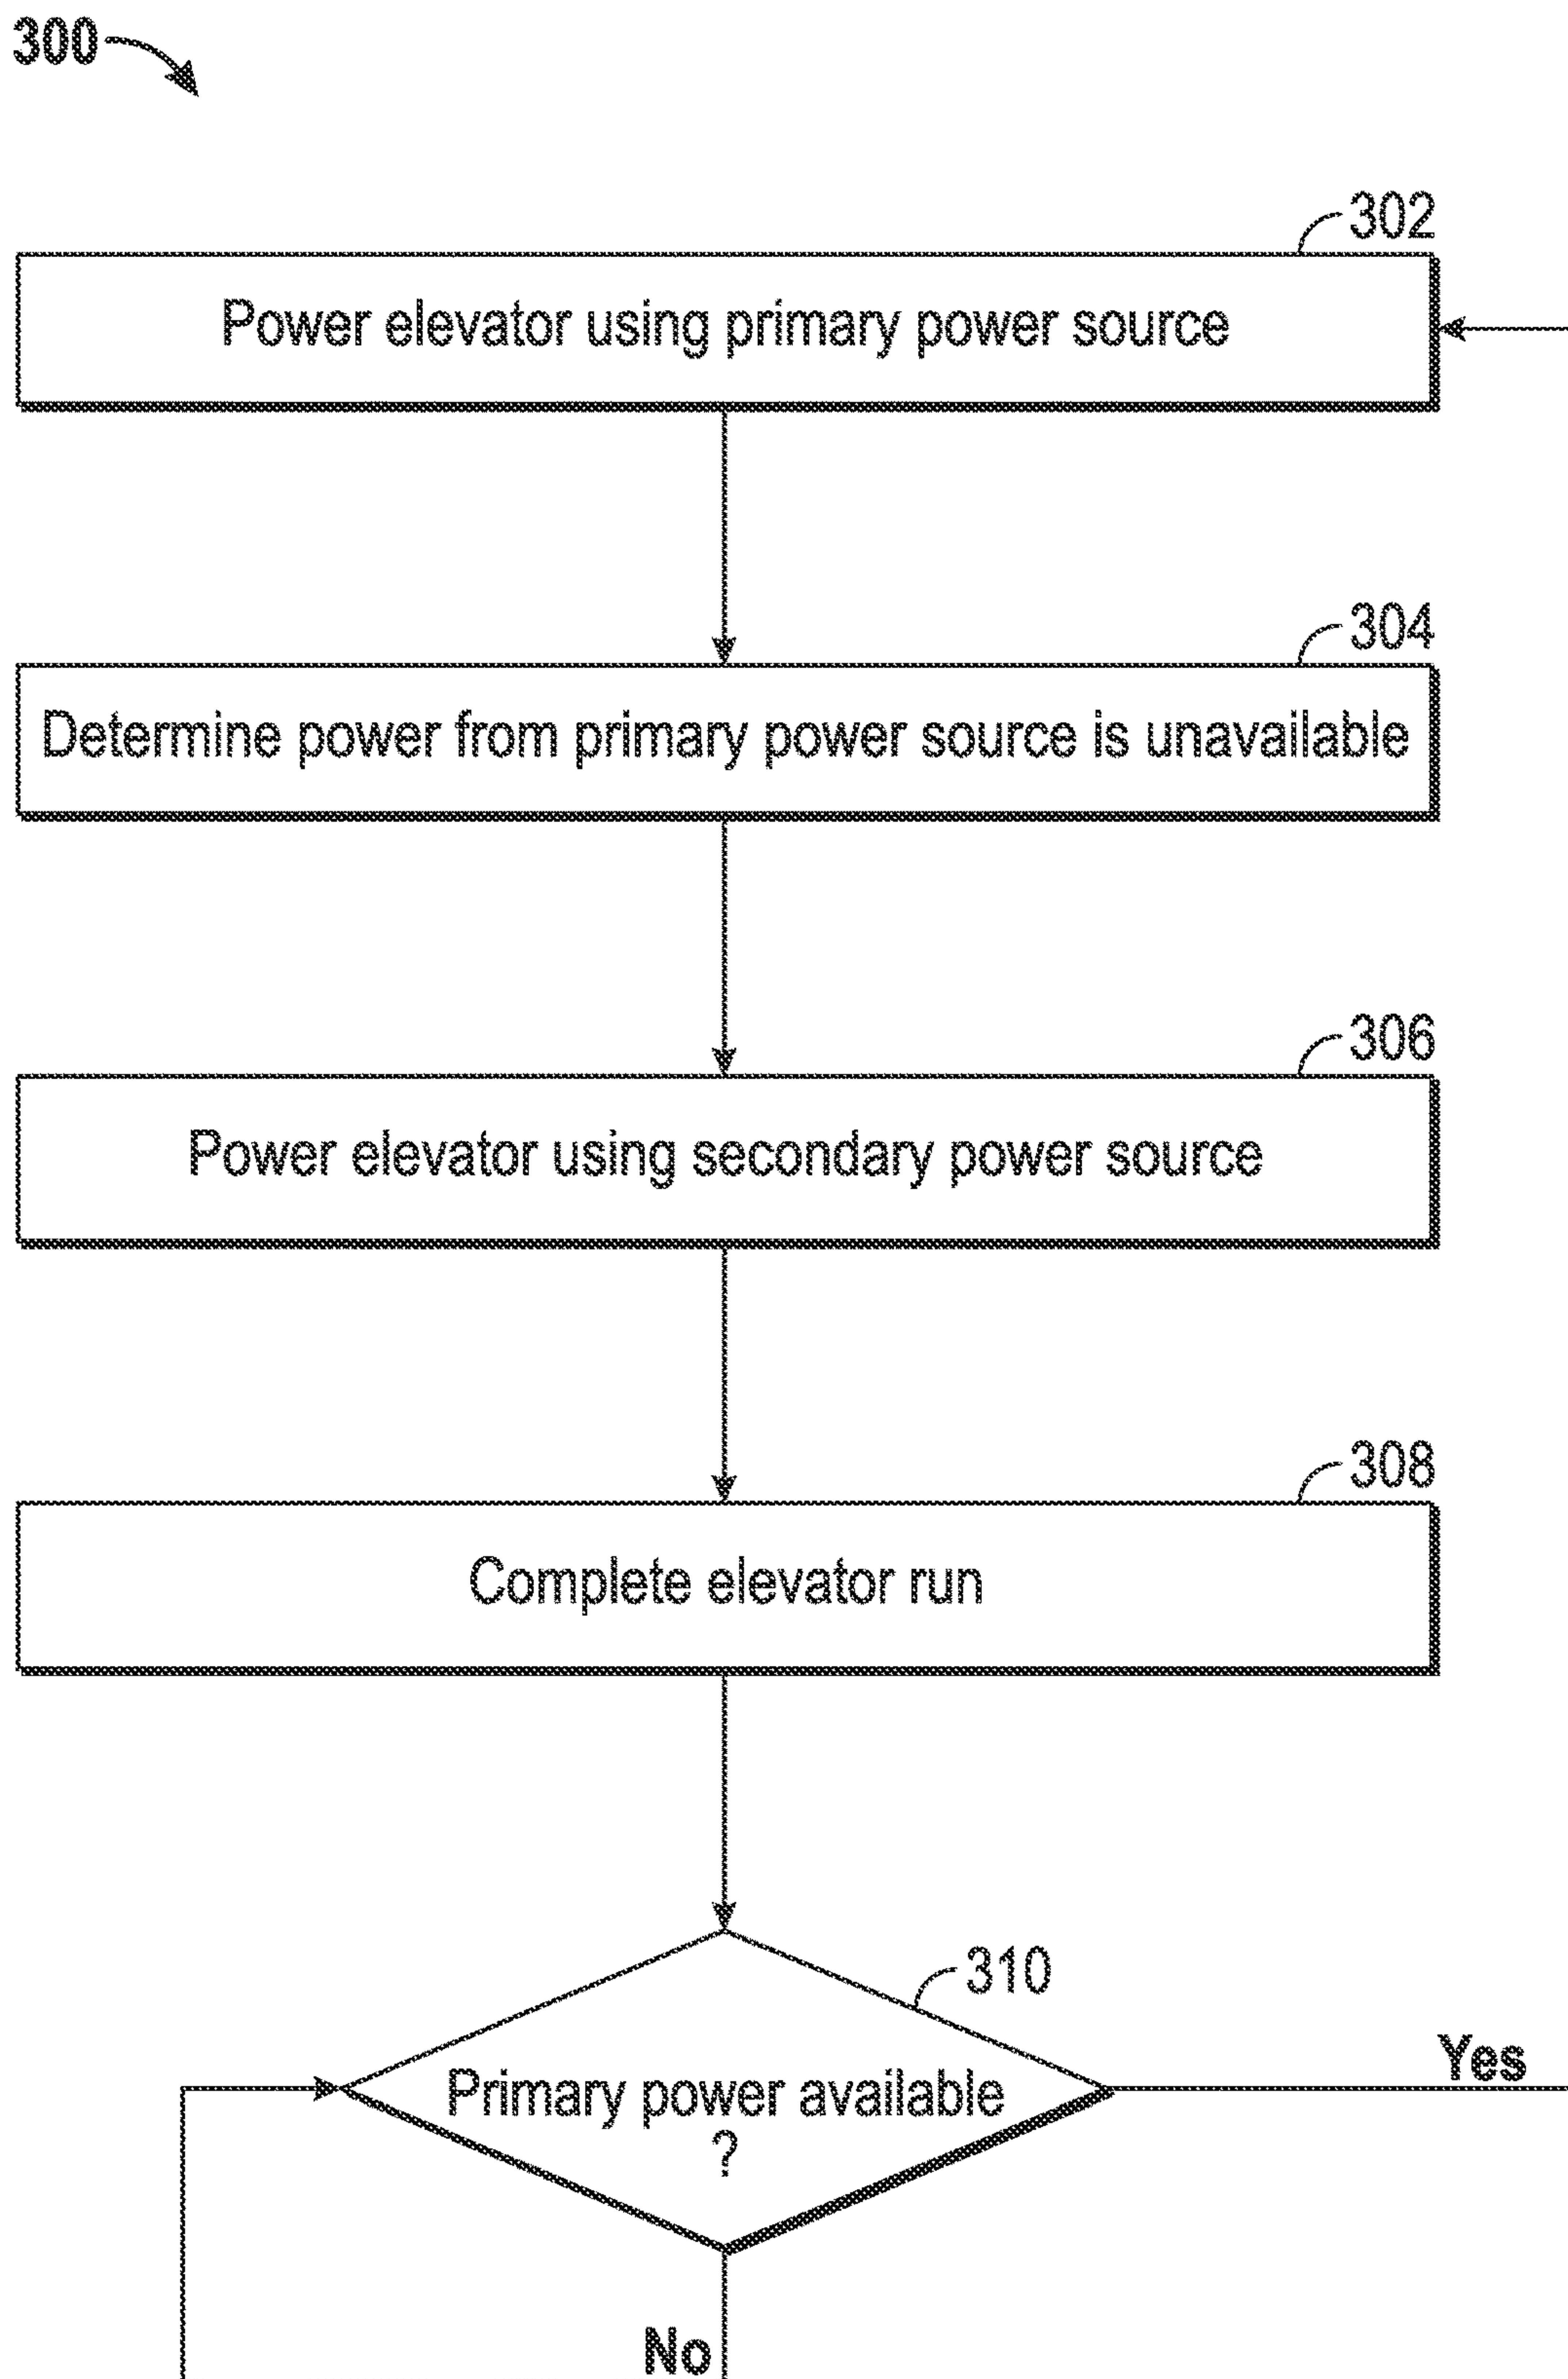 300
302
Power elevator using primary power source
304
Determine power from primary power source is unavailable
306
Power elevator using secondary power source
308
Complete elevator run
310
Primary power available
?
Yes
No